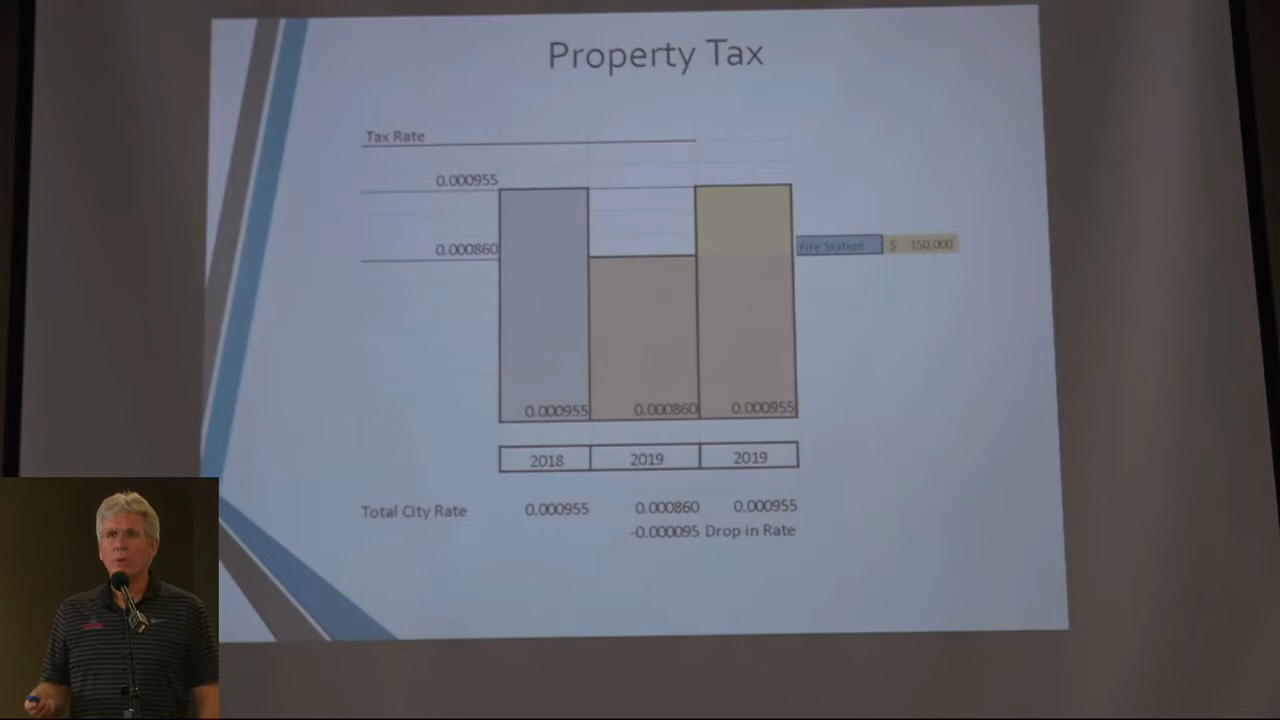 Property Tax
Tax Rate
0.000955
0.000860
Fire Station $ 150,000
0.000955 0.000860 0.000955
2018 2019 2019
Total City Rate 0.000955 0.000860 0.000955
-0.000095 Drop in Rate